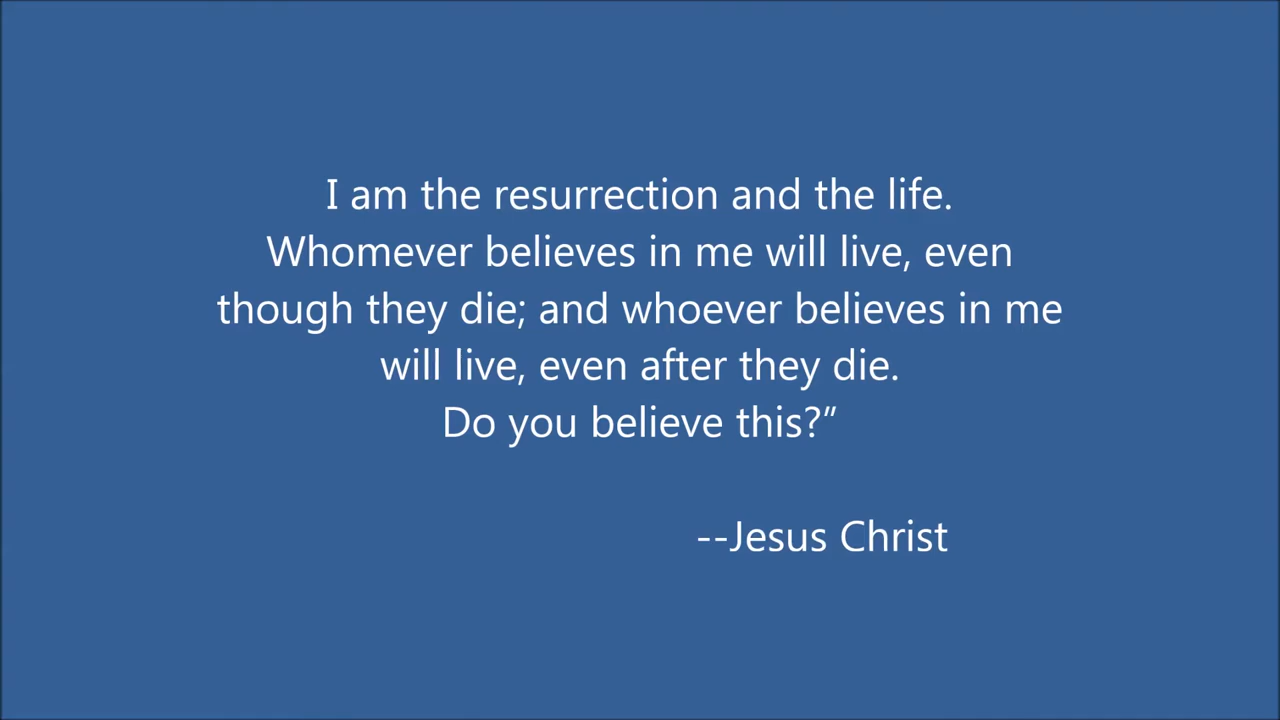 I am the resurrection and the life.
Whomever believes in me will live, even
though they die; and whoever believes in me
will live, even after they die.
Do you believe this?”
--Jesus Christ